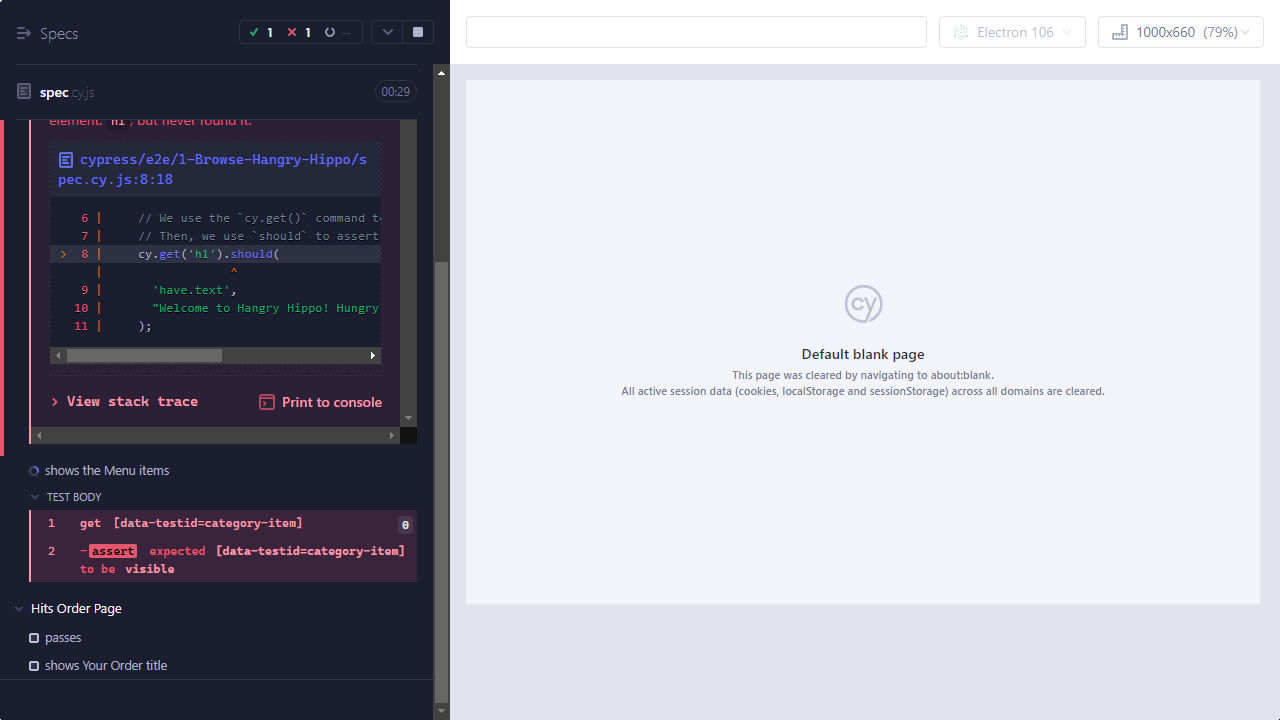 Specs
1 1 --
Electron 106
1000x660 (79%)
spec.cy.js
00:29
element: h1, but never found it.
cypress/e2e/1-Browse-Hangry-Hippo/s
pec.cy.js:8:18
6 | // We use the `cy.get()` command to
7 | // Then, we use `should` to assert
> 8 | cy.get('h1').should(
| ^
9 | 'have.text',
10 | "Welcome to Hangry Hippo! Hungry
11 | );
> View stack trace
Print to console
shows the Menu items
TEST BODY
1 get [data-testid=category-item] 0
2 -assert expected [data-testid=category-item]
to be visible
Hits Order Page
passes
shows Your Order title
cy
Default blank page
This page was cleared by navigating to about:blank.
All active session data (cookies, localStorage and sessionStorage) across all domains are cleared.